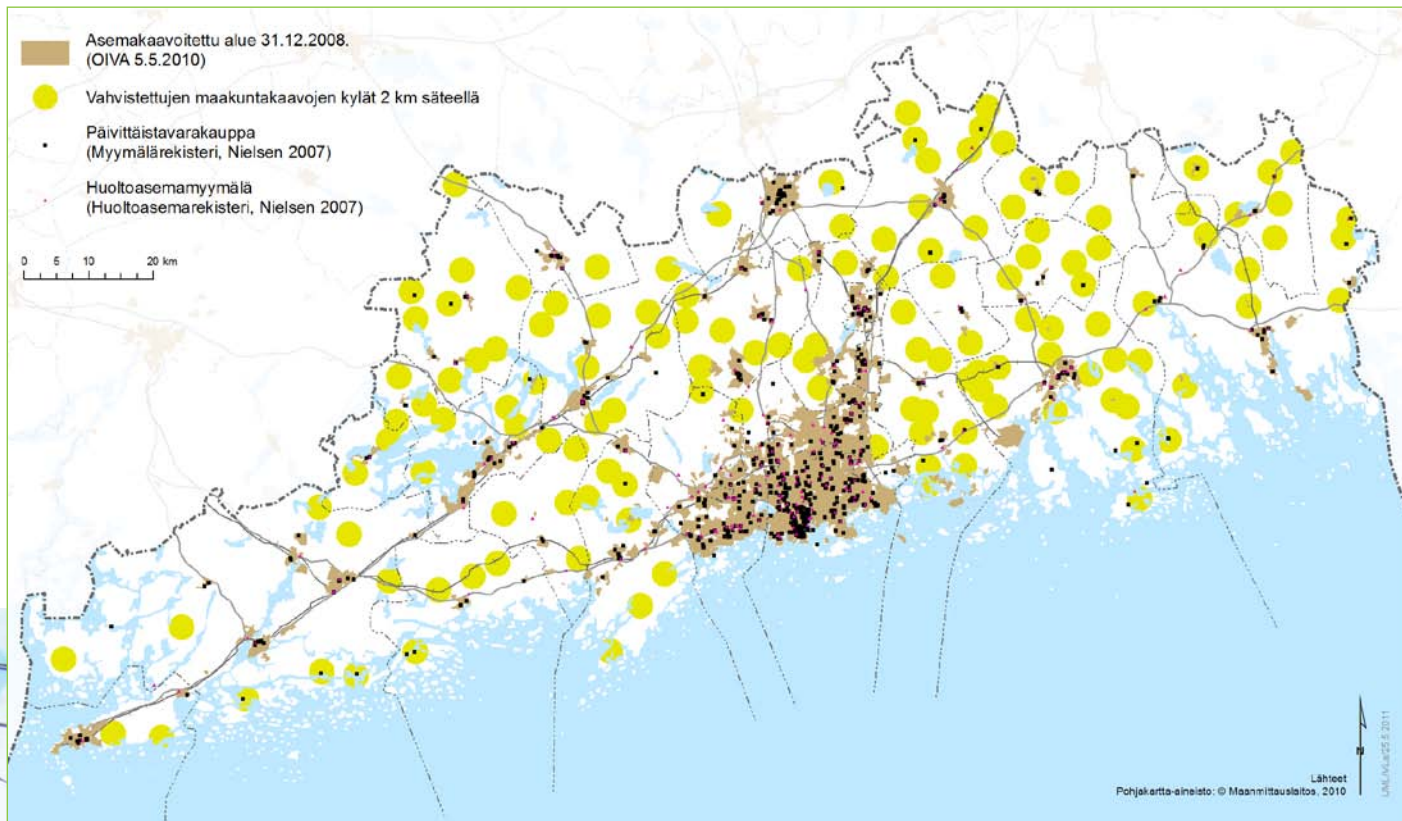 Asemakaavoitettu alue 31.12.2008.
(OIVA 5.5.2010)
Vahvistettujen maakuntakaavojen kylät 2 km säteellä
Päivittäistavarakauppa
(Myymälärekisteri, Nielsen 2007)
Huoltoasemamyymälä
(Huoltoasemarekisteri, Nielsen 2007)
0 5 10 20 km
N
Lähteet
Pohjakartta-aineisto: © Maanmittauslaitos, 2010